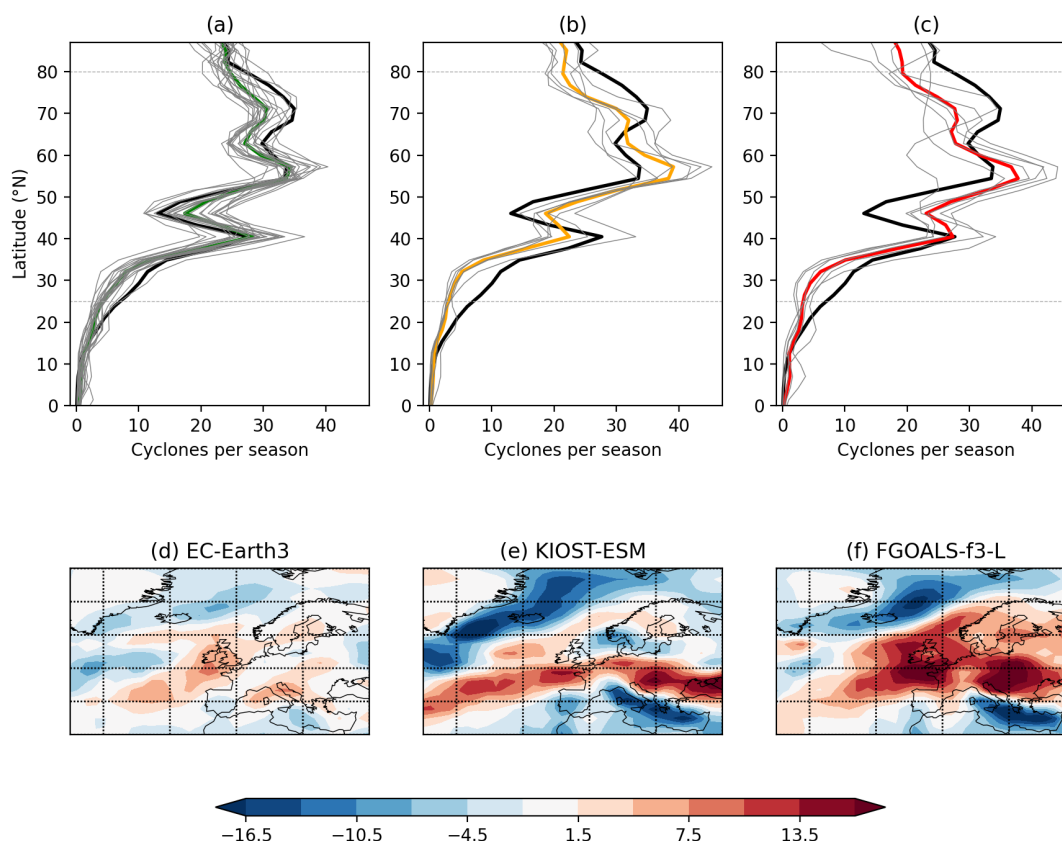 (a) (b) (c)
80 80 80
70 70 70
60 60 60
50 50 50
40 40 40
30 30 30
20 20 20
10 10 10
0 0 0
Latitude (°N)
0 10 20 30 40 0 10 20 30 40 0 10 20 30 40
Cyclones per season Cyclones per season Cyclones per season
(d) EC-Earth3 (e) KIOST-ESM (f) FGOALS-f3-L
−16.5 −10.5 −4.5 1.5 7.5 13.5